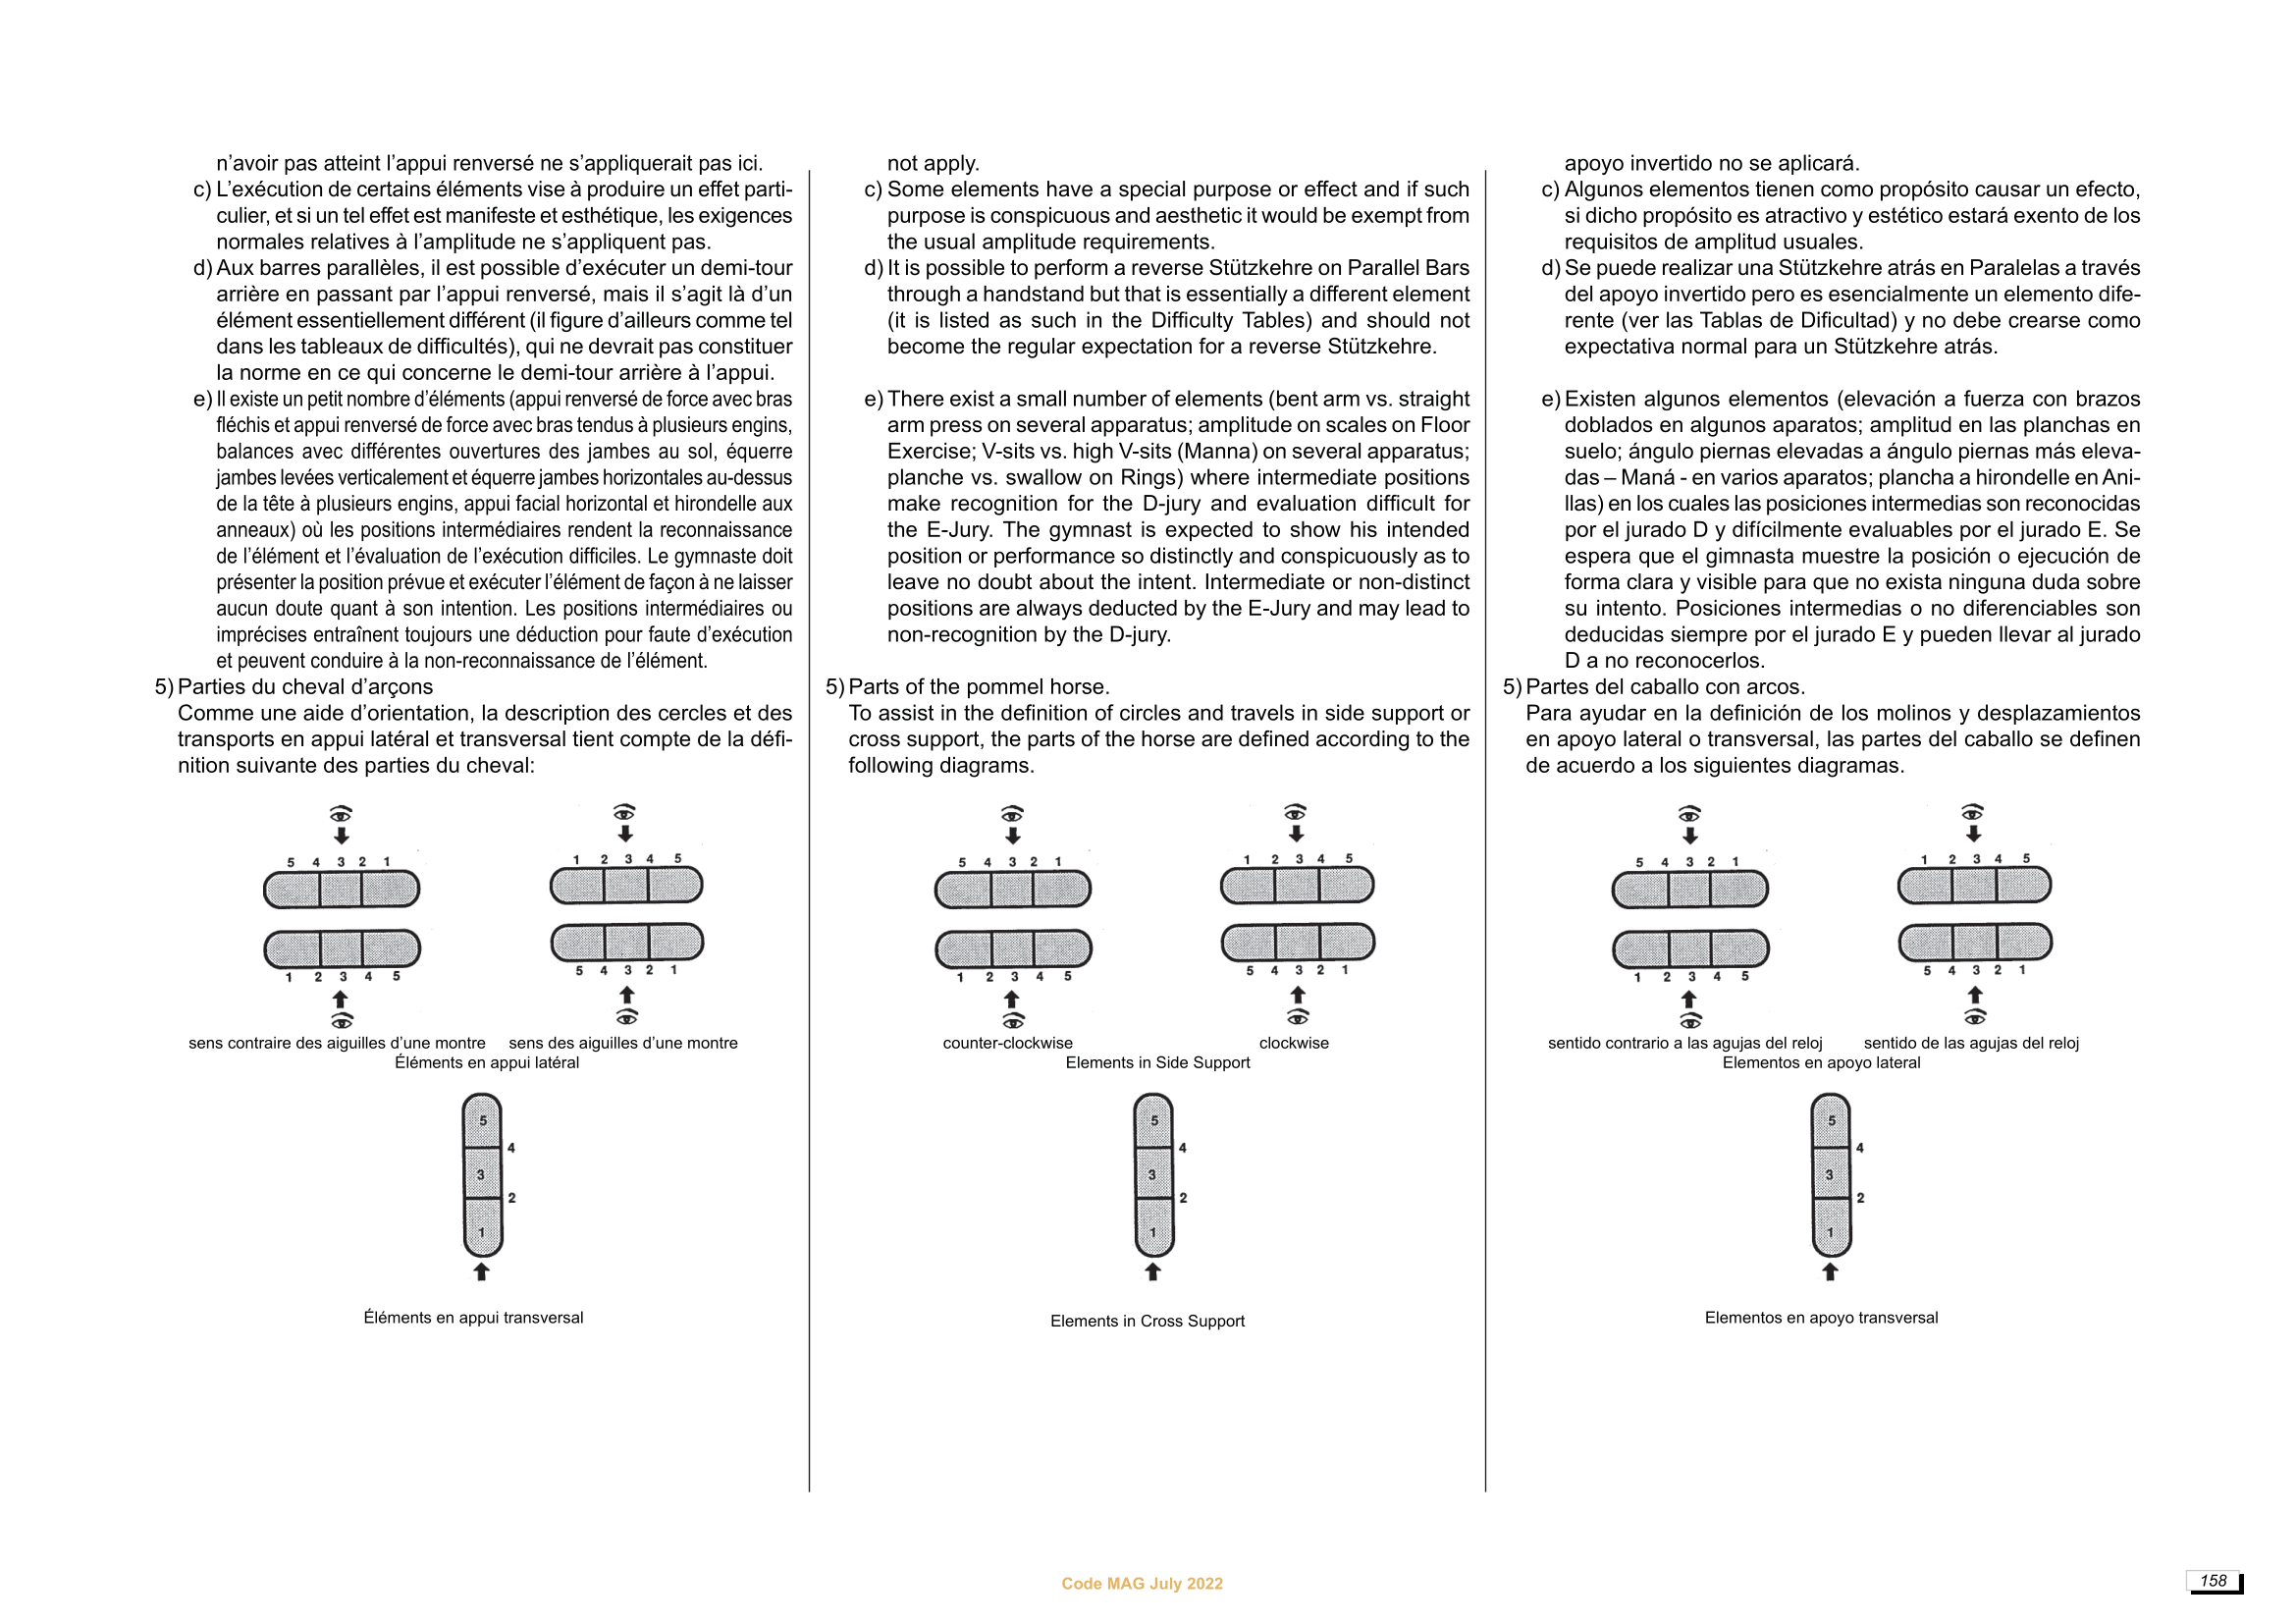 n’avoir pas atteint l’appui renversé ne s’appliquerait pas ici.
c) L’exécution de certains éléments vise à produire un effet parti-
culier, et si un tel effet est manifeste et esthétique, les exigences
normales relatives à l’amplitude ne s’appliquent pas.
d) Aux barres parallèles, il est possible d’exécuter un demi-tour
arrière en passant par l’appui renversé, mais il s’agit là d’un
élément essentiellement différent (il figure d’ailleurs comme tel
dans les tableaux de difficultés), qui ne devrait pas constituer
la norme en ce qui concerne le demi-tour arrière à l’appui.
e) Il existe un petit nombre d’éléments (appui renversé de force avec bras
fléchis et appui renversé de force avec bras tendus à plusieurs engins,
balances avec différentes ouvertures des jambes au sol, équerre
jambes levées verticalement et équerre jambes horizontales au-dessus
de la tête à plusieurs engins, appui facial horizontal et hirondelle aux
anneaux) où les positions intermédiaires rendent la reconnaissance
de l’élément et l’évaluation de l’exécution difficiles. Le gymnaste doit
présenter la position prévue et exécuter l’élément de façon à ne laisser
aucun doute quant à son intention. Les positions intermédiaires ou
imprécises entraînent toujours une déduction pour faute d’exécution
et peuvent conduire à la non-reconnaissance de l’élément.
5) Parties du cheval d’arçons
Comme une aide d’orientation, la description des cercles et des
transports en appui latéral et transversal tient compte de la défi-
nition suivante des parties du cheval:
5 4 3 2 1
1 2 3 4 5
1 2 3 4 5
5 4 3 2 1
sens contraire des aiguilles d’une montre
sens des aiguilles d’une montre
Éléments en appui latéral
5
4
3
2
1
Éléments en appui transversal
not apply.
c) Some elements have a special purpose or effect and if such
purpose is conspicuous and aesthetic it would be exempt from
the usual amplitude requirements.
d) It is possible to perform a reverse Stützkehre on Parallel Bars
through a handstand but that is essentially a different element
(it is listed as such in the Difficulty Tables) and should not
become the regular expectation for a reverse Stützkehre.
e) There exist a small number of elements (bent arm vs. straight
arm press on several apparatus; amplitude on scales on Floor
Exercise; V-sits vs. high V-sits (Manna) on several apparatus;
planche vs. swallow on Rings) where intermediate positions
make recognition for the D-jury and evaluation difficult for
the E-Jury. The gymnast is expected to show his intended
position or performance so distinctly and conspicuously as to
leave no doubt about the intent. Intermediate or non-distinct
positions are always deducted by the E-Jury and may lead to
non-recognition by the D-jury.
5) Parts of the pommel horse.
To assist in the definition of circles and travels in side support or
cross support, the parts of the horse are defined according to the
following diagrams.
5 4 3 2 1
1 2 3 4 5
1 2 3 4 5
5 4 3 2 1
counter-clockwise
clockwise
Elements in Side Support
5
4
3
2
1
Elements in Cross Support
apoyo invertido no se aplicará.
c) Algunos elementos tienen como propósito causar un efecto,
si dicho propósito es atractivo y estético estará exento de los
requisitos de amplitud usuales.
d) Se puede realizar una Stützkehre atrás en Paralelas a través
del apoyo invertido pero es esencialmente un elemento dife-
rente (ver las Tablas de Dificultad) y no debe crearse como
expectativa normal para un Stützkehre atrás.
e) Existen algunos elementos (elevación a fuerza con brazos
doblados en algunos aparatos; amplitud en las planchas en
suelo; ángulo piernas elevadas a ángulo piernas más eleva-
das – Maná - en varios aparatos; plancha a hirondelle en Ani-
llas) en los cuales las posiciones intermedias son reconocidas
por el jurado D y difícilmente evaluables por el jurado E. Se
espera que el gimnasta muestre la posición o ejecución de
forma clara y visible para que no exista ninguna duda sobre
su intento. Posiciones intermedias o no diferenciables son
deducidas siempre por el jurado E y pueden llevar al jurado
D a no reconocerlos.
5) Partes del caballo con arcos.
Para ayudar en la definición de los molinos y desplazamientos
en apoyo lateral o transversal, las partes del caballo se definen
de acuerdo a los siguientes diagramas.
5 4 3 2 1
1 2 3 4 5
1 2 3 4 5
5 4 3 2 1
sentido contrario a las agujas del reloj
sentido de las agujas del reloj
Elementos en apoyo lateral
5
4
3
2
1
Elementos en apoyo transversal
Code MAG July 2022
158